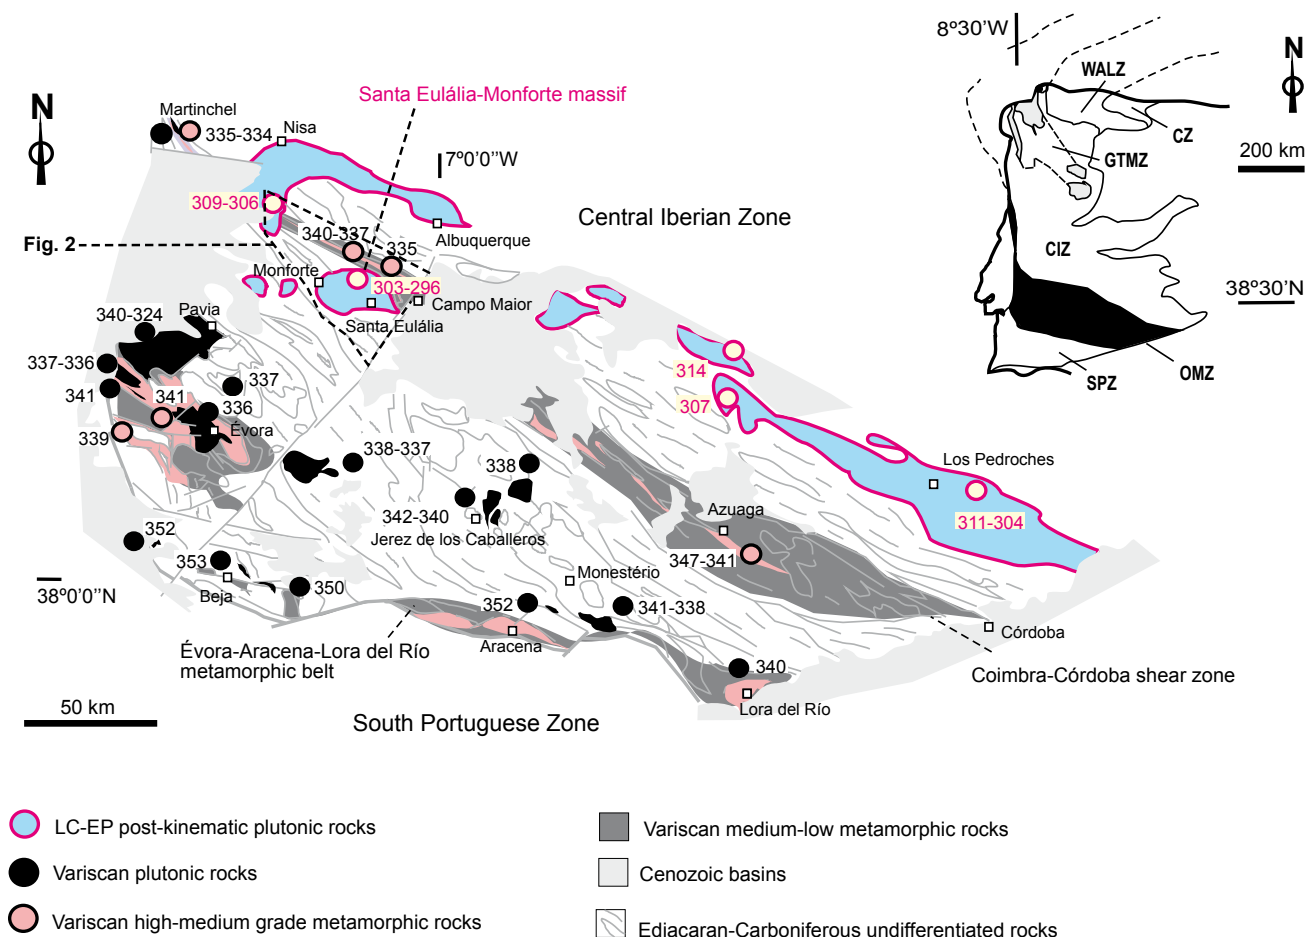 8º30'W
N
WALZ
CZ
GTMZ
200 km
CIZ
38º30'N
SPZ
OMZ
N
Martinchel
335-334
Nisa
Santa Eulália-Monforte massif
7º0'0''W
309-306
Central Iberian Zone
Albuquerque
Fig. 2
340-337
335
Monforte
303-296
Campo Maior
Santa Eulália
340-324
Pavia
337-336
341
337
341
336
339
Évora
314
307
338-337
338
342-340
Jerez de los Caballeros
Los Pedroches
311-304
Azuaga
347-341
352
353
Beja
350
38º0'0''N
Monestério
352
341-338
Aracena
Évora-Aracena-Lora del Río
metamorphic belt
Córdoba
Coimbra-Córdoba shear zone
340
Lora del Río
50 km
South Portuguese Zone
LC-EP post-kinematic plutonic rocks
Variscan plutonic rocks
Variscan high-medium grade metamorphic rocks
Variscan medium-low metamorphic rocks
Cenozoic basins
Ediacaran-Carboniferous undifferentiated rocks